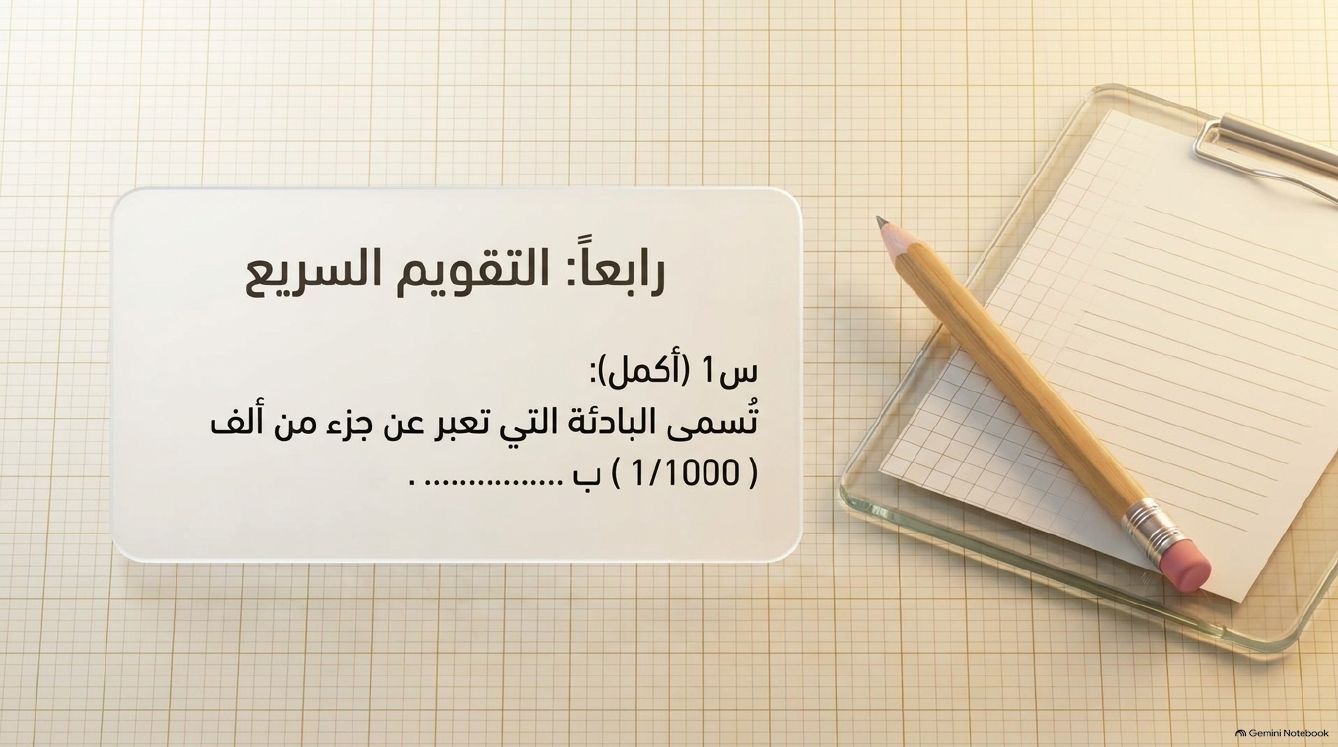 رابعاً: التقويم السريع
س1 (أكمل):
تُسمى البادئة التي تعبر عن جزء من ألف
( 1/1000 ) ب ................ .
Gemini Notebook